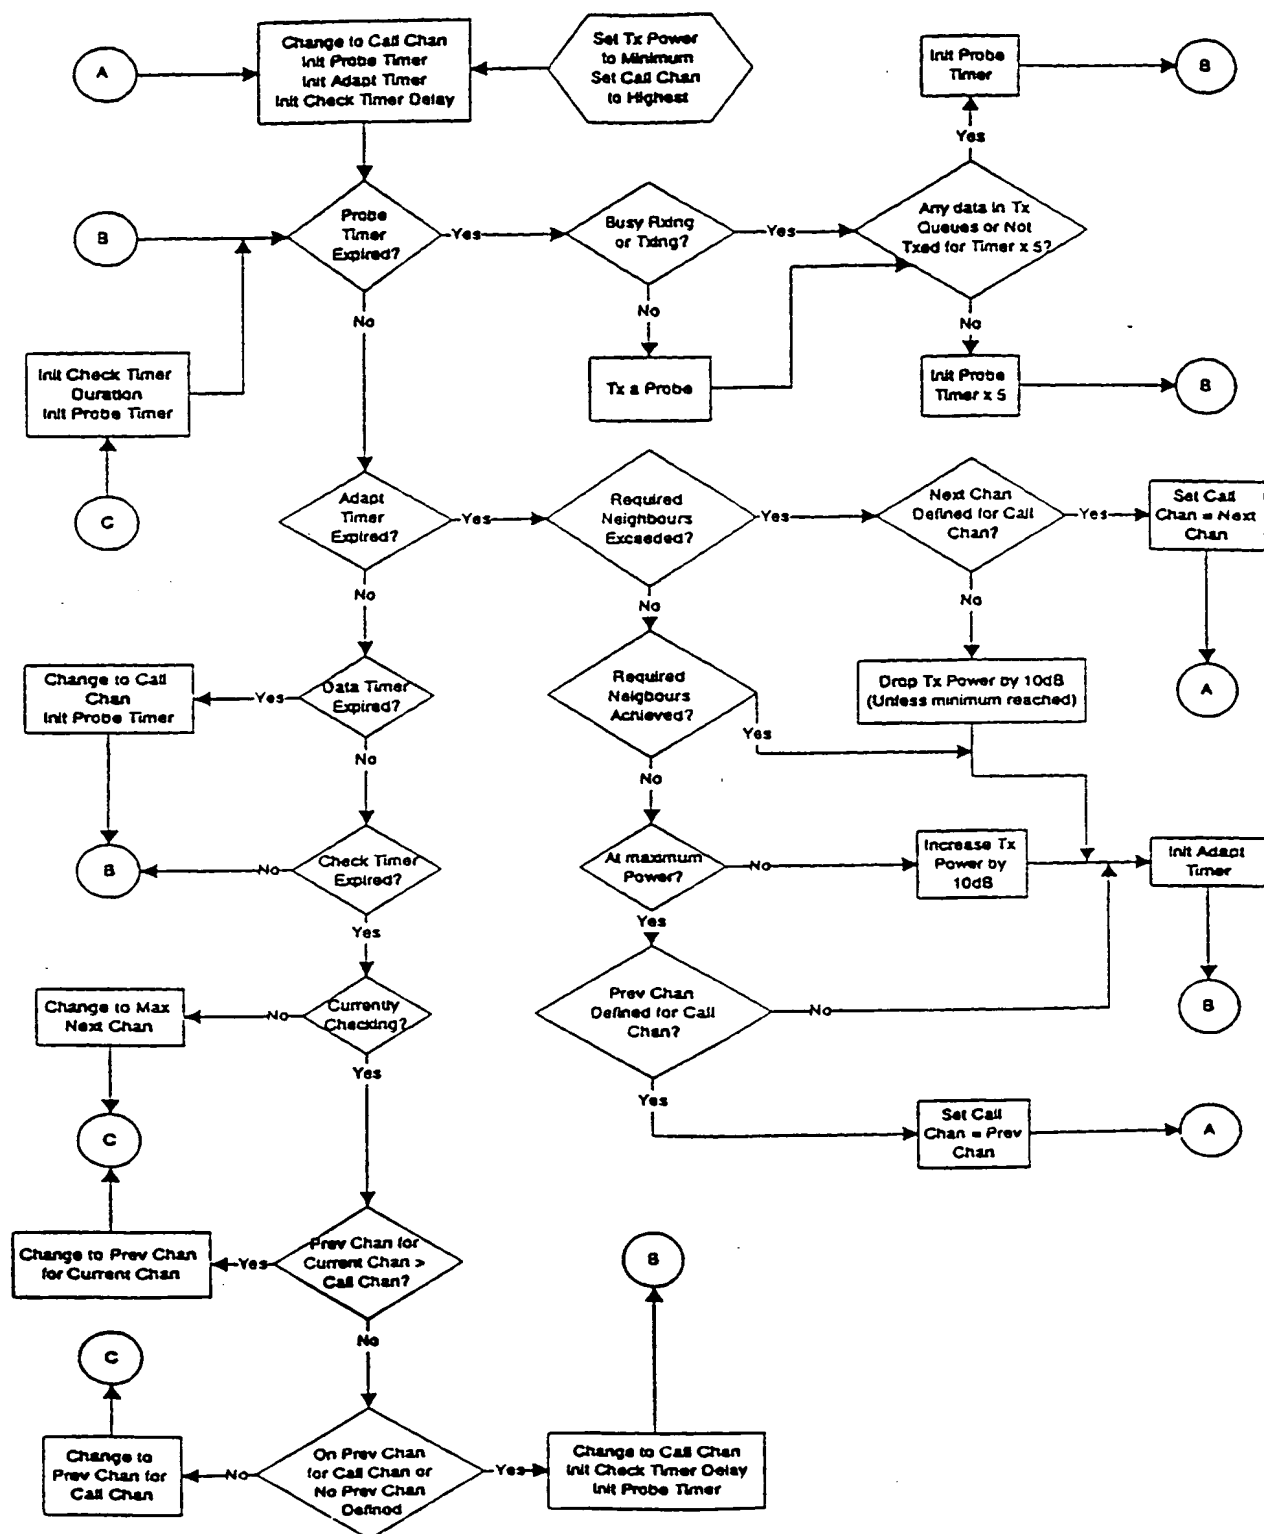 Change to Call Chan
Init Probe Timer
Init Adapt Timer
Init Check Timer Delay
Set Tx Power
to Minimum
Set Call Chan
to Highest
Init Probe
Timer
B
A
Yes
B
Probe
Timer
Expired?
Yes
Busy Rxing
or Txing?
Yes
Any data in Tx
Queues or Not
Txed for Timer x 5?
No
No
No
Init Check Timer
Duration
Init Probe Timer
Tx a Probe
Init Probe
Timer x 5
B
C
Adapt
Timer
Expired?
Yes
Required
Neighbours
Exceeded?
Yes
Next Chan
Defined for Call
Chan?
Yes
Set Call
Chan = Next
Chan
No
No
No
Change to Call
Chan
Init Probe Timer
Yes
Data Timer
Expired?
Required
Neigbours
Achieved?
Yes
Drop Tx Power by 10dB
(Unless minimum reached)
A
No
No
B
No
Check Timer
Expired?
At maximum
Power?
No
Increase Tx
Power by
10dB
Init Adapt
Timer
Yes
Yes
Change to Max
Next Chan
No
Currently
Checking?
Prev Chan
Defined for Call
Chan?
No
B
Yes
Yes
C
Set Call
Chan = Prev
Chan
A
Change to Prev Chan
for Current Chan
Yes
Prev Chan for
Current Chan >
Call Chan?
B
No
C
Change to
Prev Chan for
Call Chan
No
On Prev Chan
for Call Chan or
No Prev Chan
Defined
Yes
Change to Call Chan
Init Check Timer Delay
Init Probe Timer